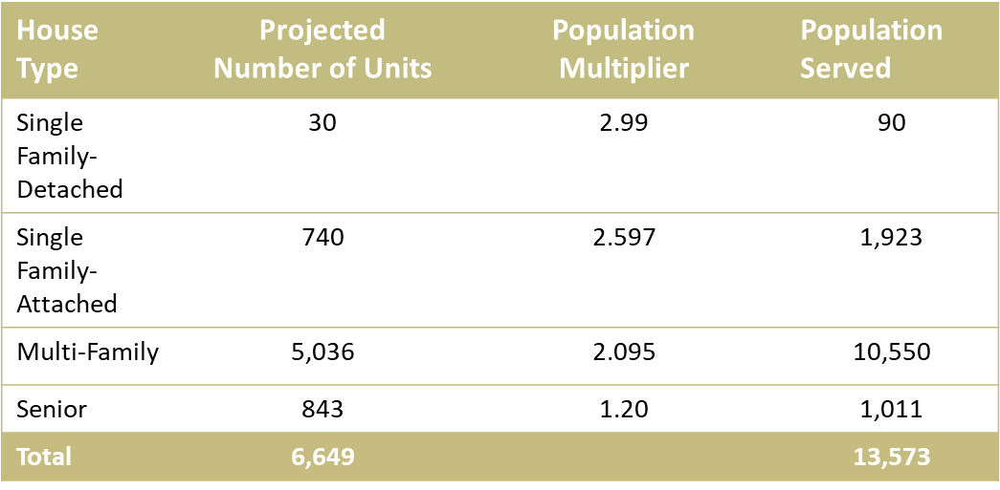 House Type | Projected Number of Units | Population Multiplier | Population Served
Single Family-Detached | 30 | 2.99 | 90
Single Family-Attached | 740 | 2.597 | 1,923
Multi-Family | 5,036 | 2.095 | 10,550
Senior | 843 | 1.20 | 1,011
Total | 6,649 | | 13,573